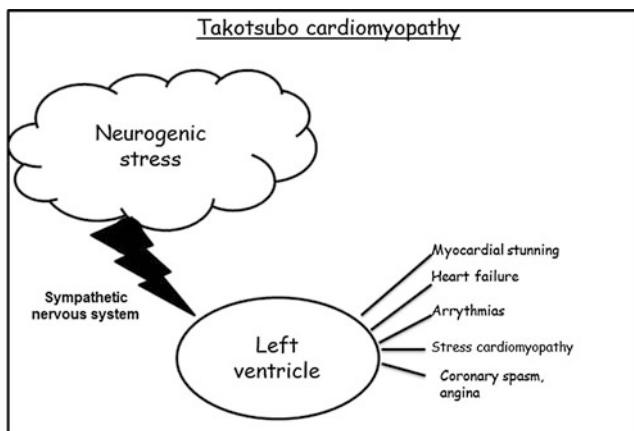 Takotsubo cardiomyopathy
Neurogenic
stress
Sympathetic
nervous system
Left
ventricle
Myocardial stunning
Heart failure
Arrythmias
Stress cardiomyopathy
Coronary spasm,
angina